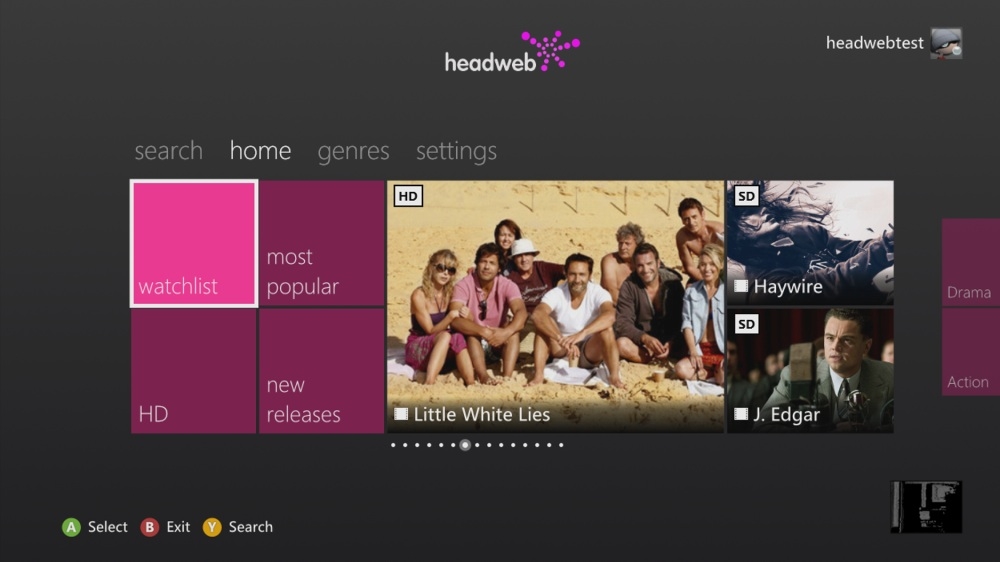 headweb
headwebtest
search home genres settings
watchlist
most
popular
HD
new
releases
HD
Little White Lies
SD
Haywire
SD
J. Edgar
Drama
Action
A Select B Exit Y Search